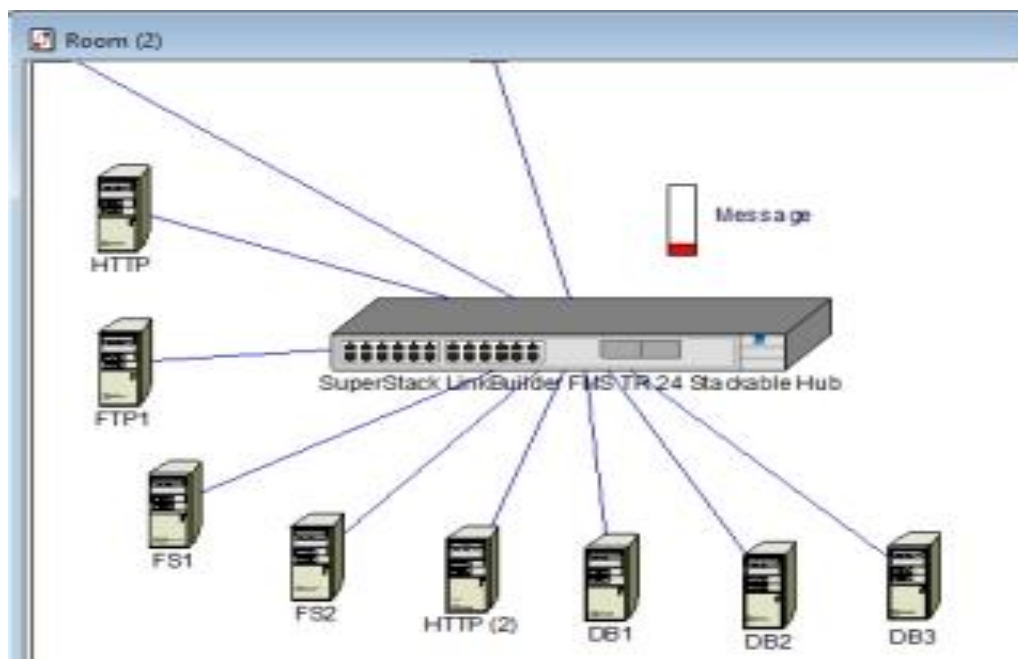 Room (2)
Message
HTTP
SuperStack LinkBuilder FMS TR 24 Stackable Hub
FTP1
FS1
FS2
HTTP (2)
DB1
DB2
DB3